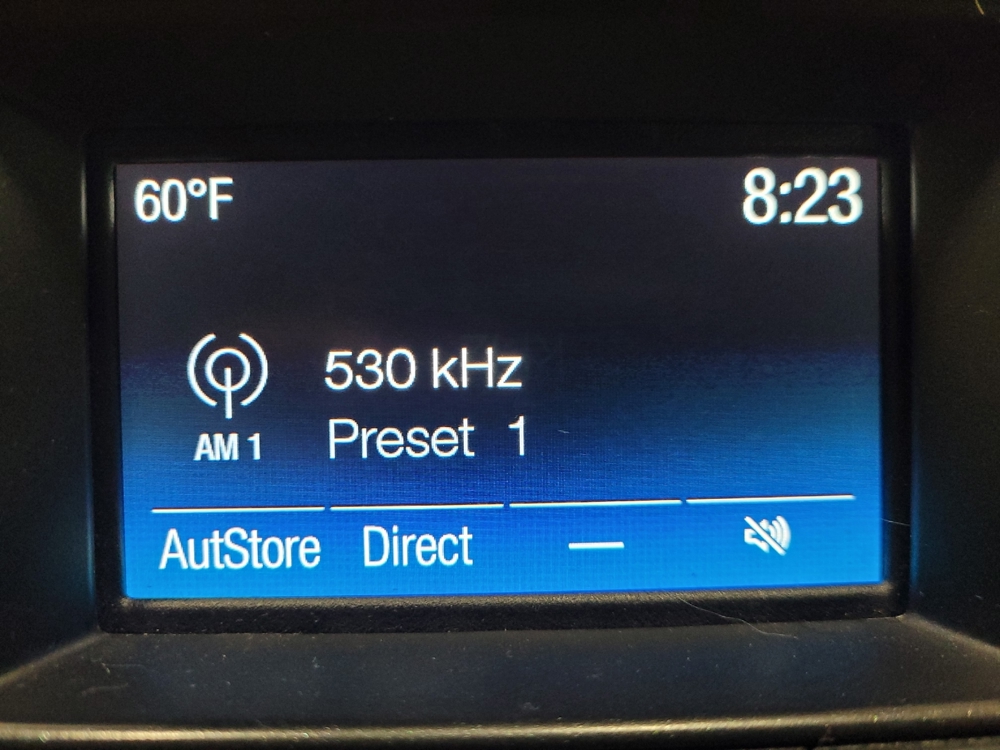 60°F 8:23
530 kHz
AM 1 Preset 1
AutStore Direct —